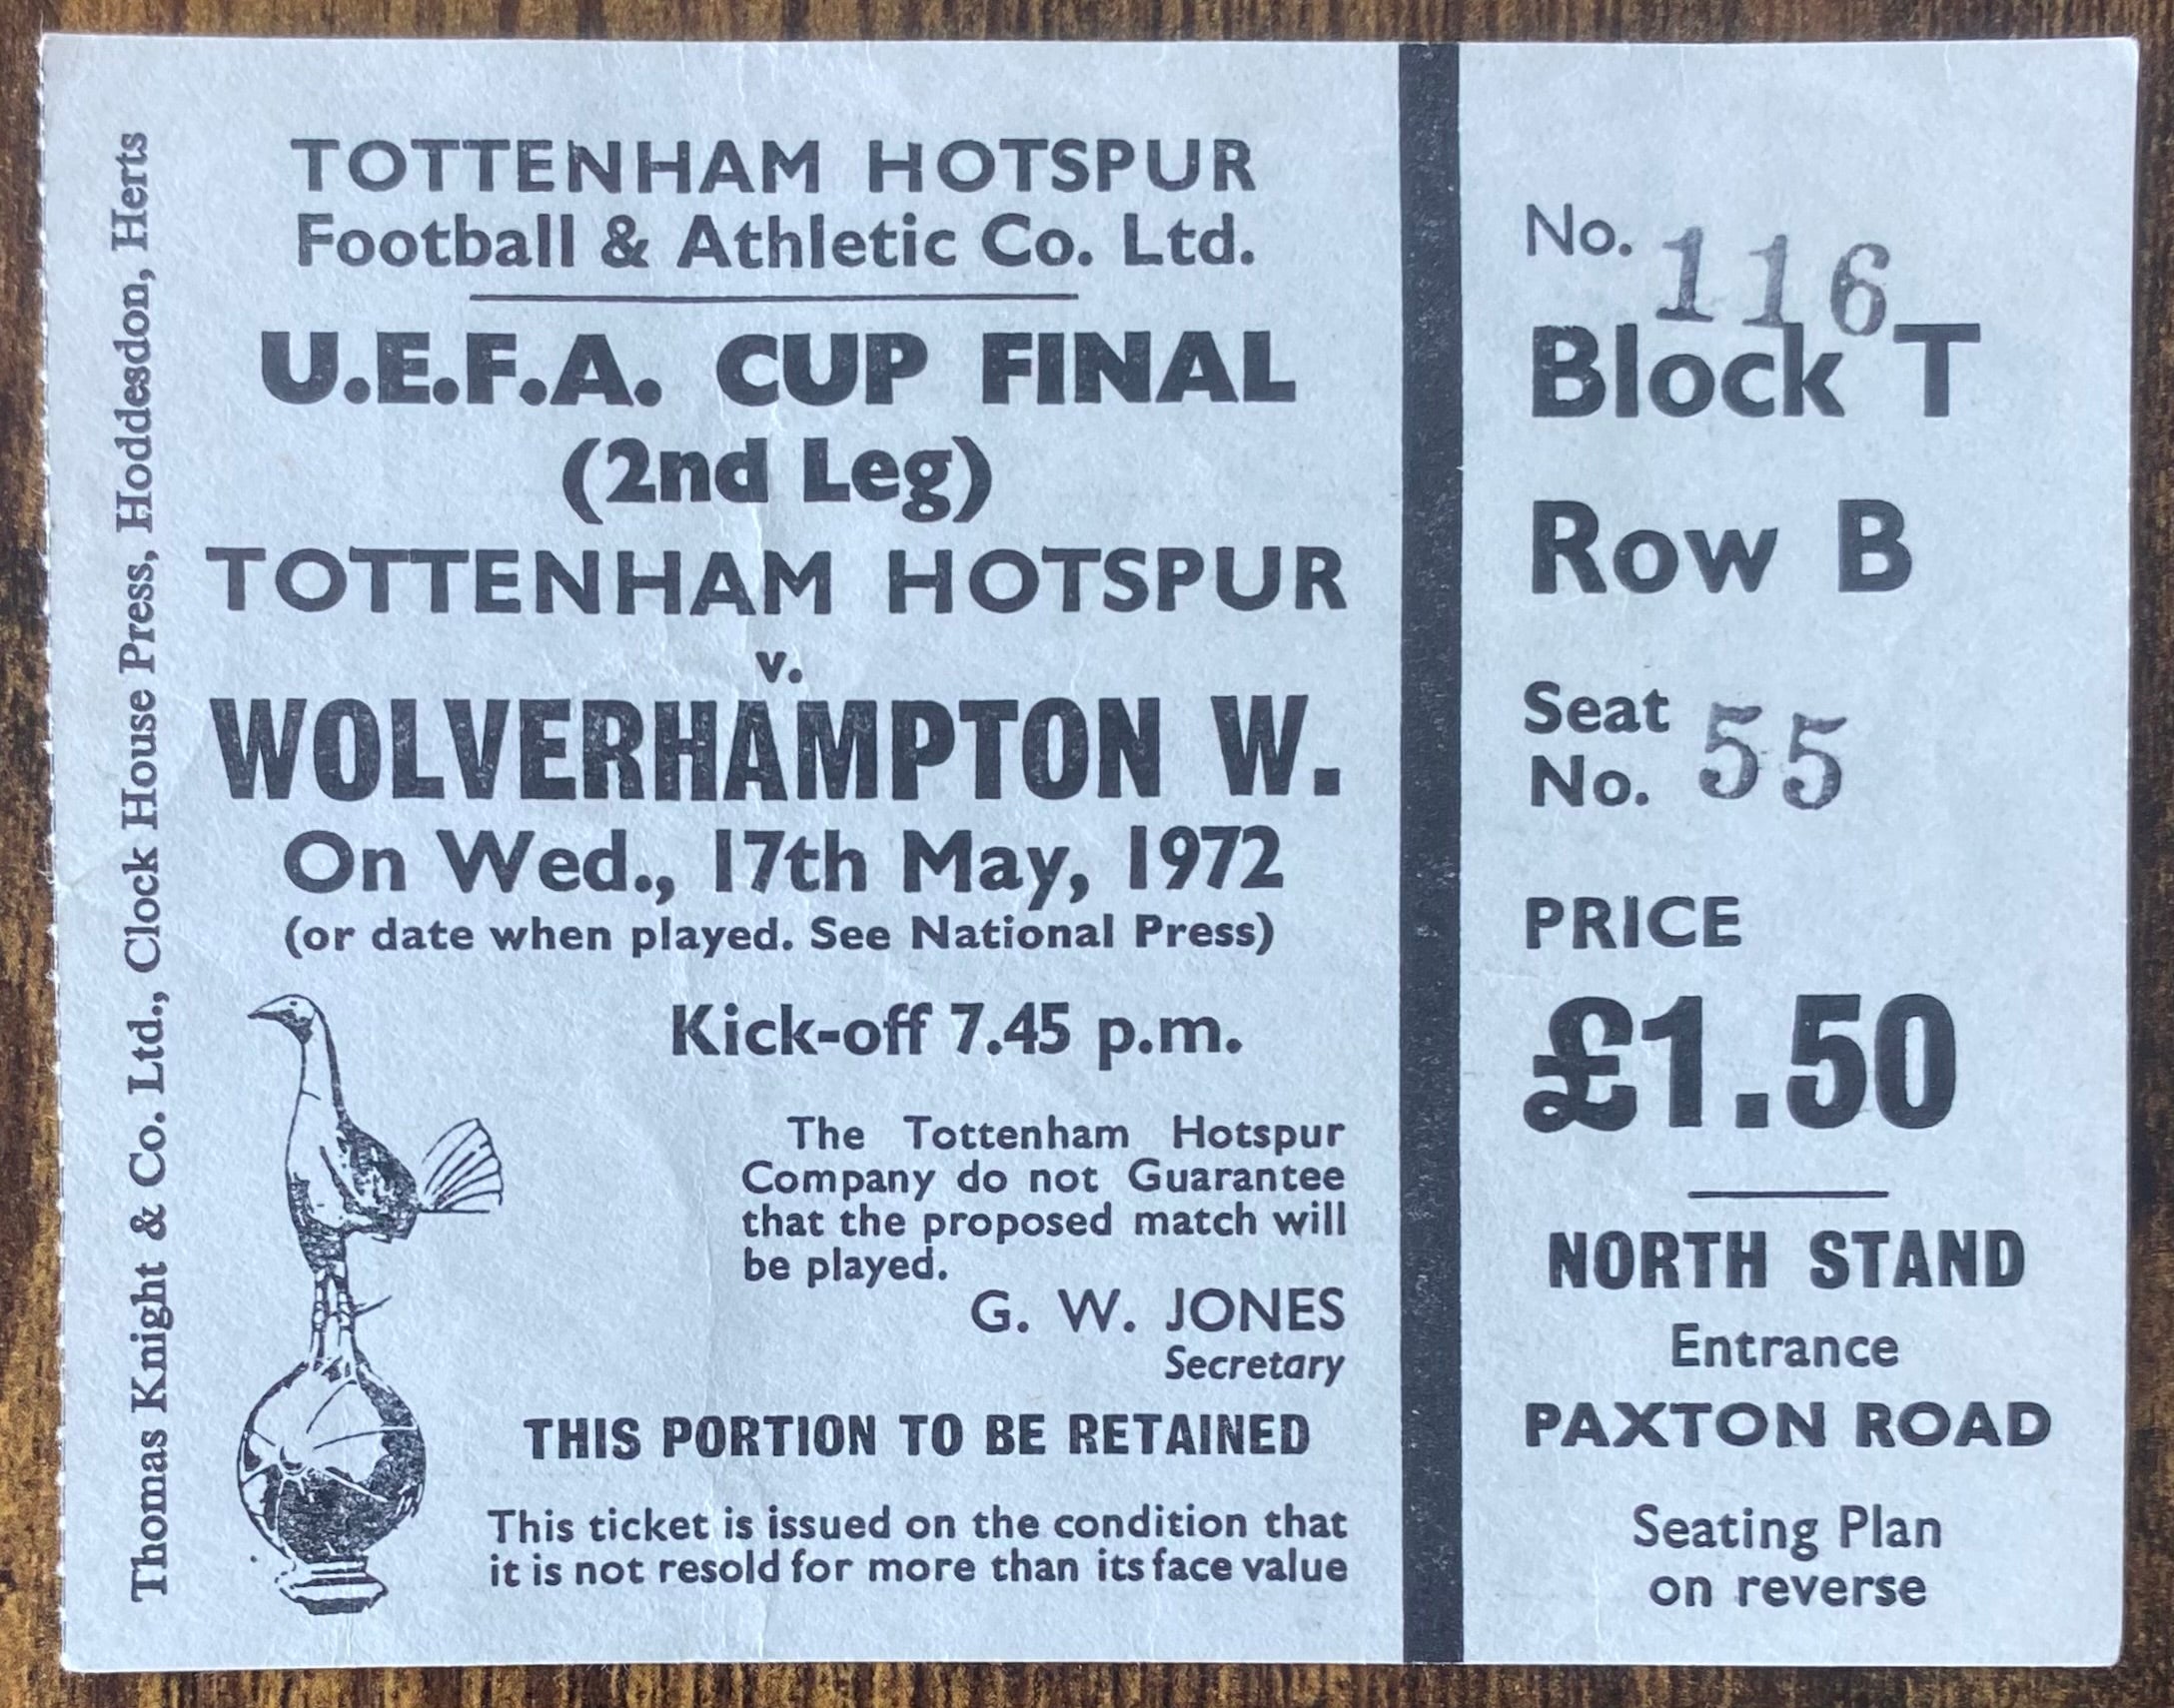 TOTTENHAM HOTSPUR
Football & Athletic Co. Ltd.
U.E.F.A. CUP FINAL
(2nd Leg)
TOTTENHAM HOTSPUR
v.
WOLVERHAMPTON W.
On Wed., 17th May, 1972
(or date when played. See National Press)
Kick-off 7.45 p.m.
The Tottenham Hotspur
Company do not Guarantee
that the proposed match will
be played.
G. W. JONES
Secretary
THIS PORTION TO BE RETAINED
This ticket is issued on the condition that
it is not resold for more than its face value
Thomas Knight & Co. Ltd., Clock House Press, Hoddesdon, Herts
No. 116
Block T
Row B
Seat
No. 55
PRICE
£1.50
NORTH STAND
Entrance
PAXTON ROAD
Seating Plan
on reverse